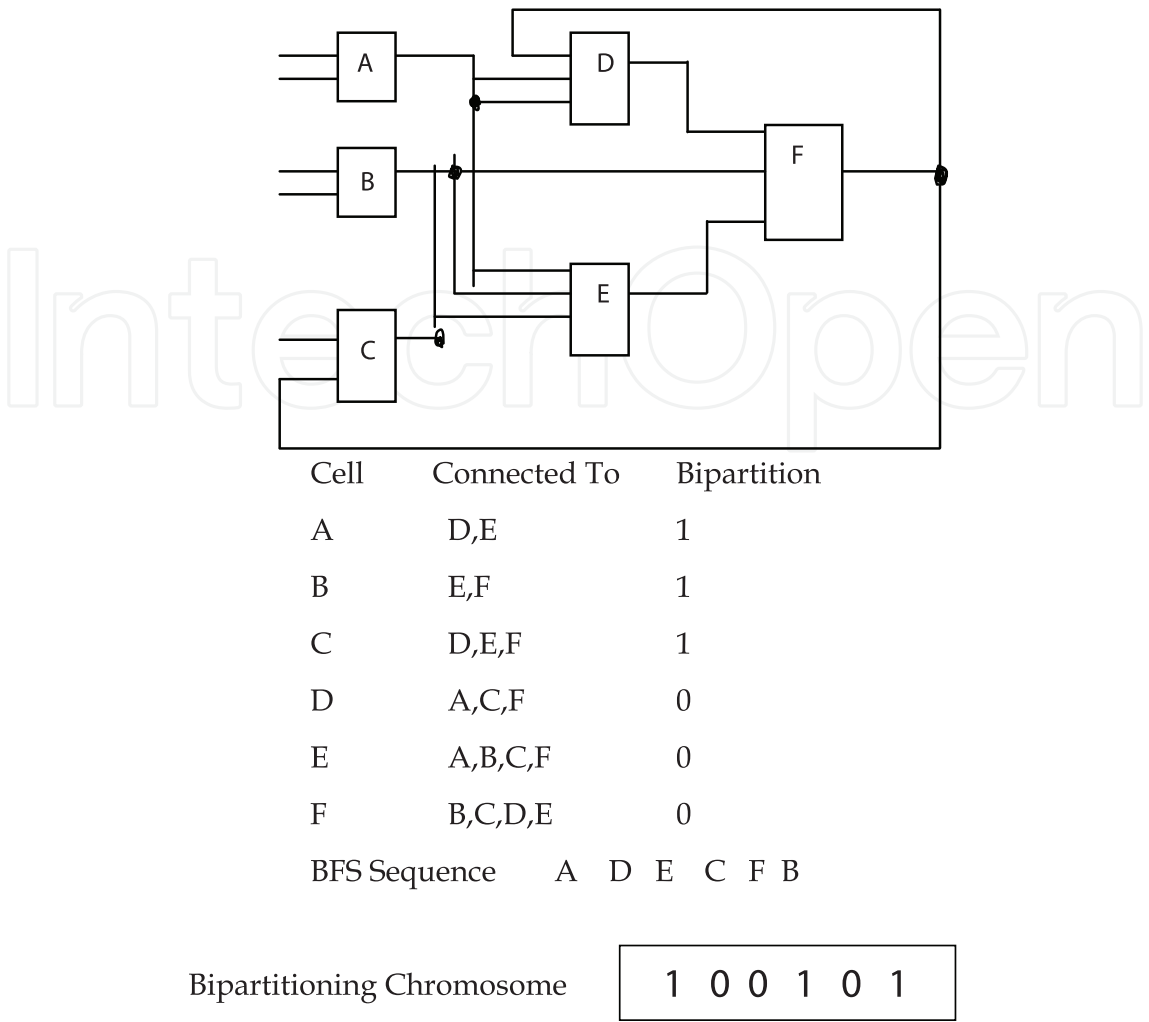 A
D
B
F
E
C
IntechOpen
Cell Connected To Bipartition
A D,E 1
B E,F 1
C D,E,F 1
D A,C,F 0
E A,B,C,F 0
F B,C,D,E 0
BFS Sequence A D E C F B
Bipartitioning Chromosome 1 0 0 1 0 1